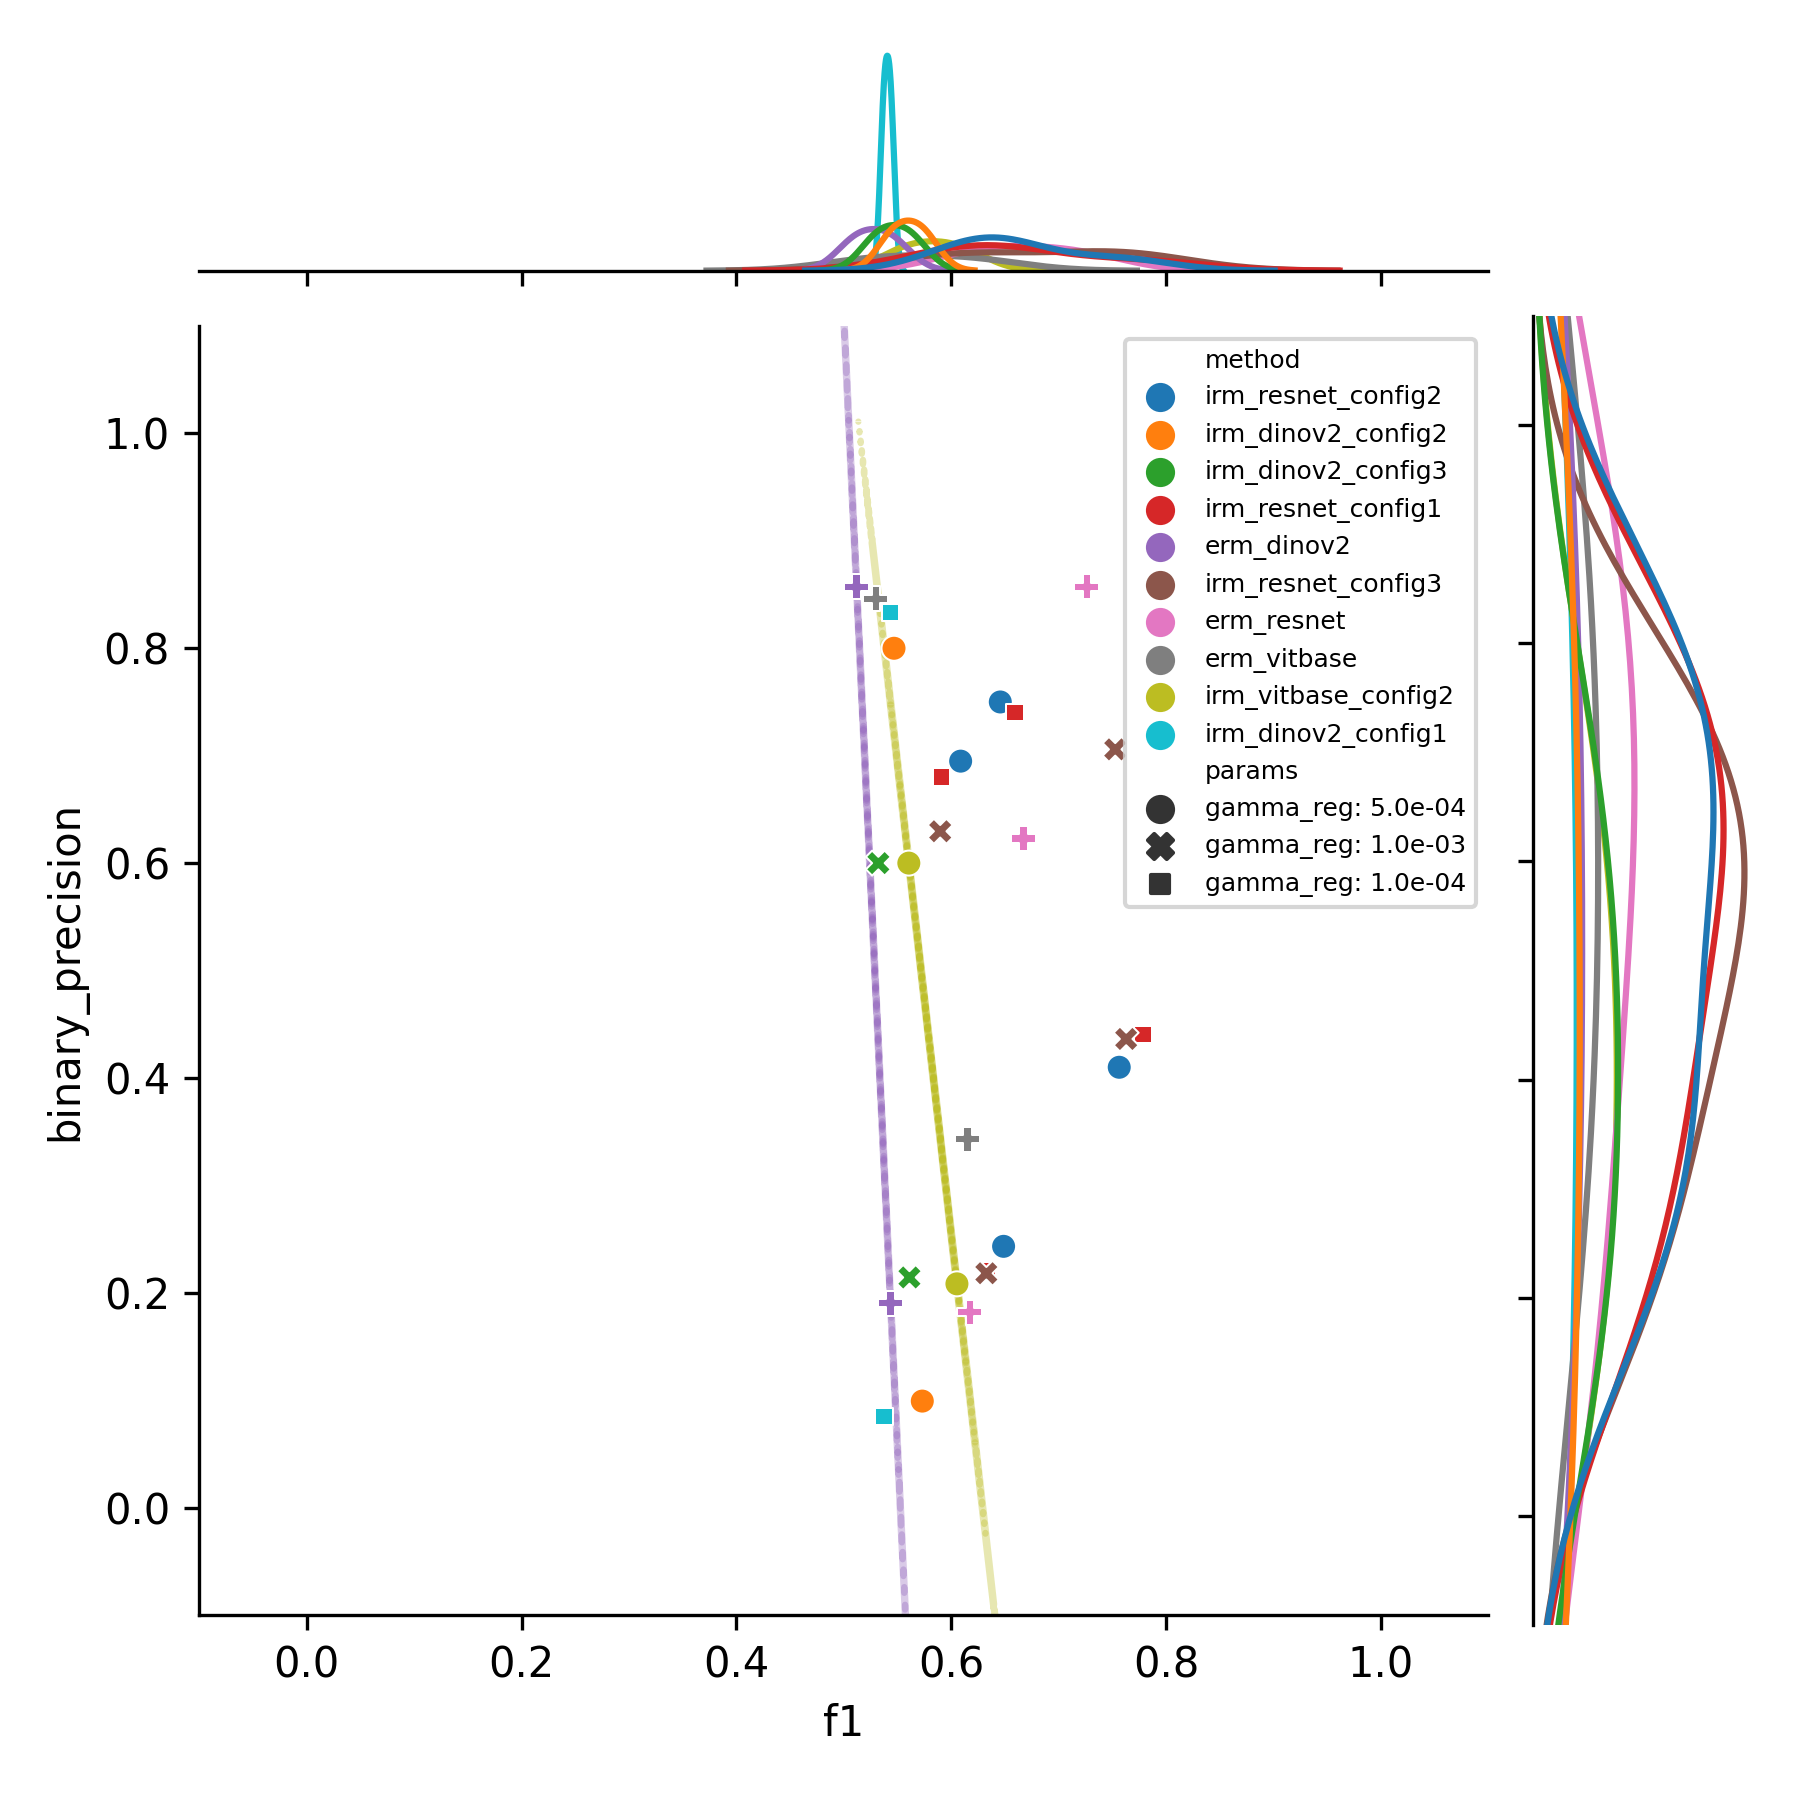 method
irm_resnet_config2
irm_dinov2_config2
irm_dinov2_config3
irm_resnet_config1
erm_dinov2
irm_resnet_config3
erm_resnet
erm_vitbase
irm_vitbase_config2
irm_dinov2_config1
params
gamma_reg: 5.0e-04
gamma_reg: 1.0e-03
gamma_reg: 1.0e-04
binary_precision
1.0
0.8
0.6
0.4
0.2
0.0
0.0 0.2 0.4 0.6 0.8 1.0
f1